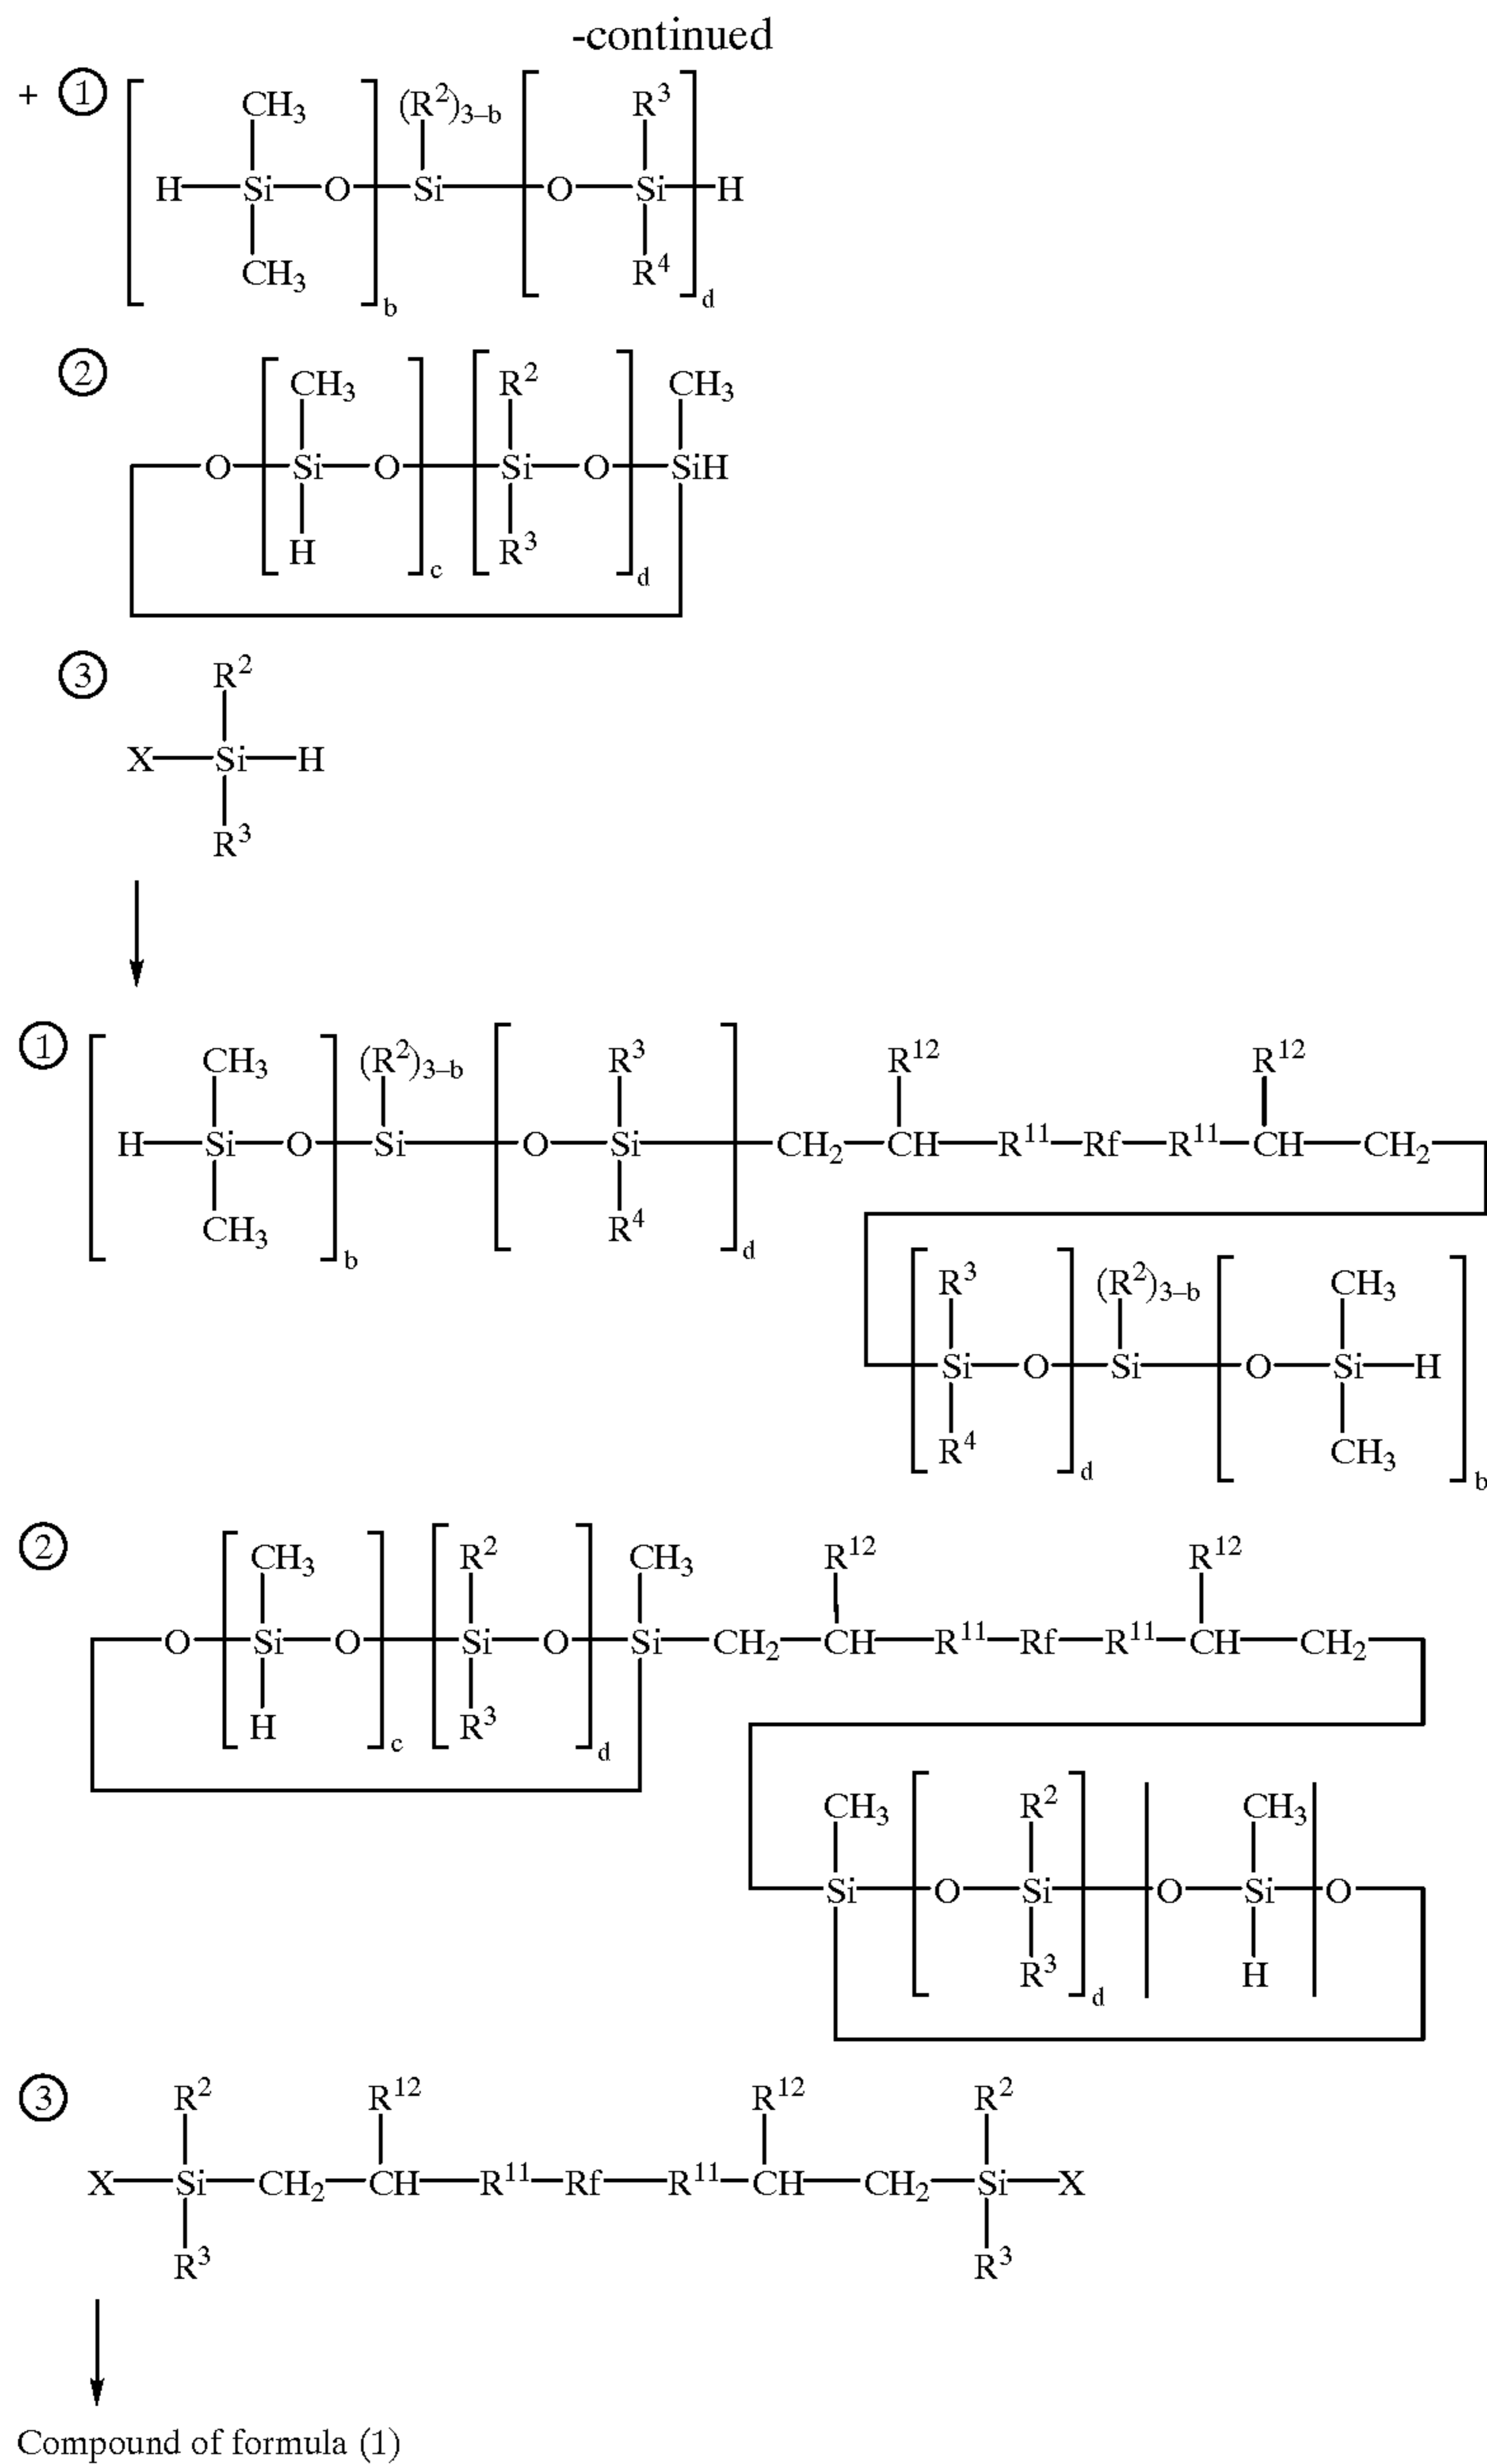 -continued
+ ① [ CH₃ (R²)₃₋b [ R³
H—Si—O—Si—O—Si—H
CH₃ ]b R⁴ ]d
② [ CH₃ [ R² CH₃
—O—Si—O—Si—O—SiH
H ]c R³ ]d
③ R²
X—Si—H
R³
① [ CH₃ (R²)₃₋b [ R³ R¹² R¹²
H—Si—O—Si—O—Si—CH₂—CH—R¹¹—Rf—R¹¹—CH—CH₂—
CH₃ ]b R⁴ ]d
[ R³ (R²)₃₋b [ CH₃
—Si—O—Si—O—Si—H
R⁴ ]d CH₃ ]b
② [ CH₃ [ R² CH₃ R¹² R¹²
—O—Si—O—Si—O—Si—CH₂—CH—R¹¹—Rf—R¹¹—CH—CH₂—
H ]c R³ ]d
CH₃ [ R² | CH₃ |
—Si—O—Si—O—Si—O—
R³ ]d | H |
③ R² R¹² R¹² R²
X—Si—CH₂—CH—R¹¹—Rf—R¹¹—CH—CH₂—Si—X
R³ R³
Compound of formula (1)